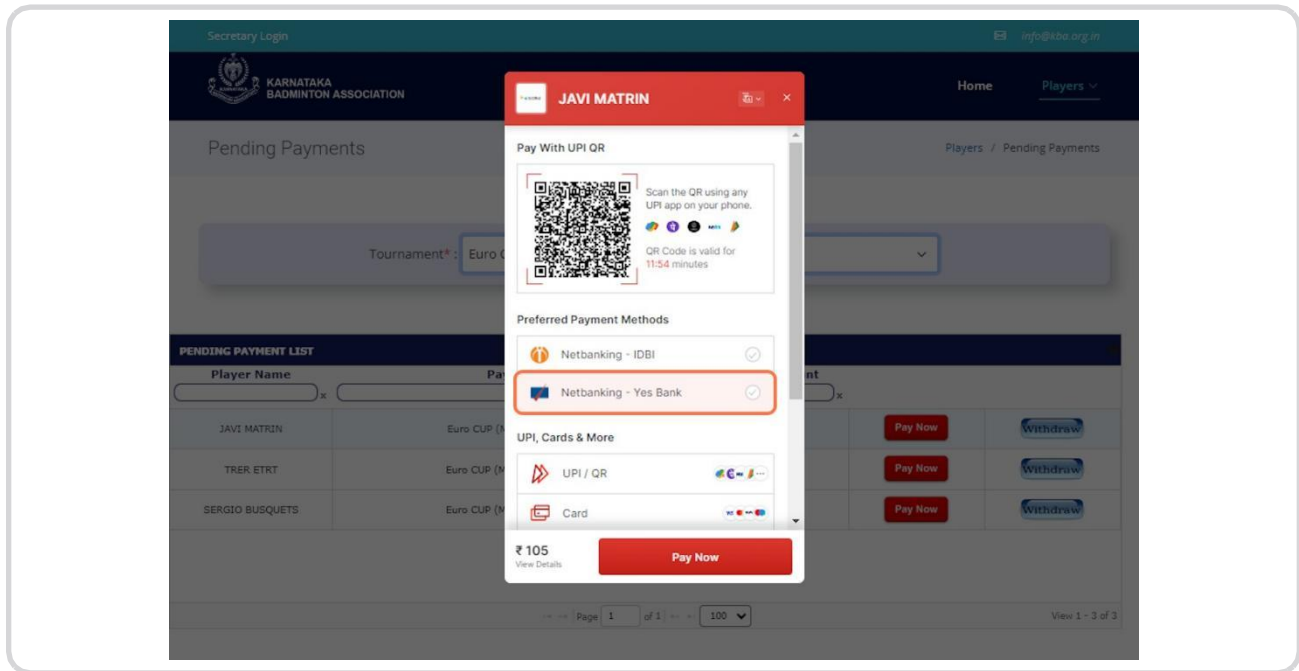 Secretary Login
info@kba.org.in
KARNATAKA
BADMINTON ASSOCIATION
Home
Players
Pending Payments
Players / Pending Payments
Tournament* : Euro
JAVI MATRIN
Pay With UPI QR
Scan the QR using any
UPI app on your phone.
QR Code is valid for
11:54 minutes
Preferred Payment Methods
Netbanking - IDBI
Netbanking - Yes Bank
UPI, Cards & More
UPI / QR
Card
₹ 105
View Details
Pay Now
PENDING PAYMENT LIST
Player Name
x
x
JAVI MATRIN Euro CUP Pay Now Withdraw
TRER ETRT Euro CUP Pay Now Withdraw
SERGIO BUSQUETS Euro CUP Pay Now Withdraw
Page 1 of 1 100
View 1 - 3 of 3